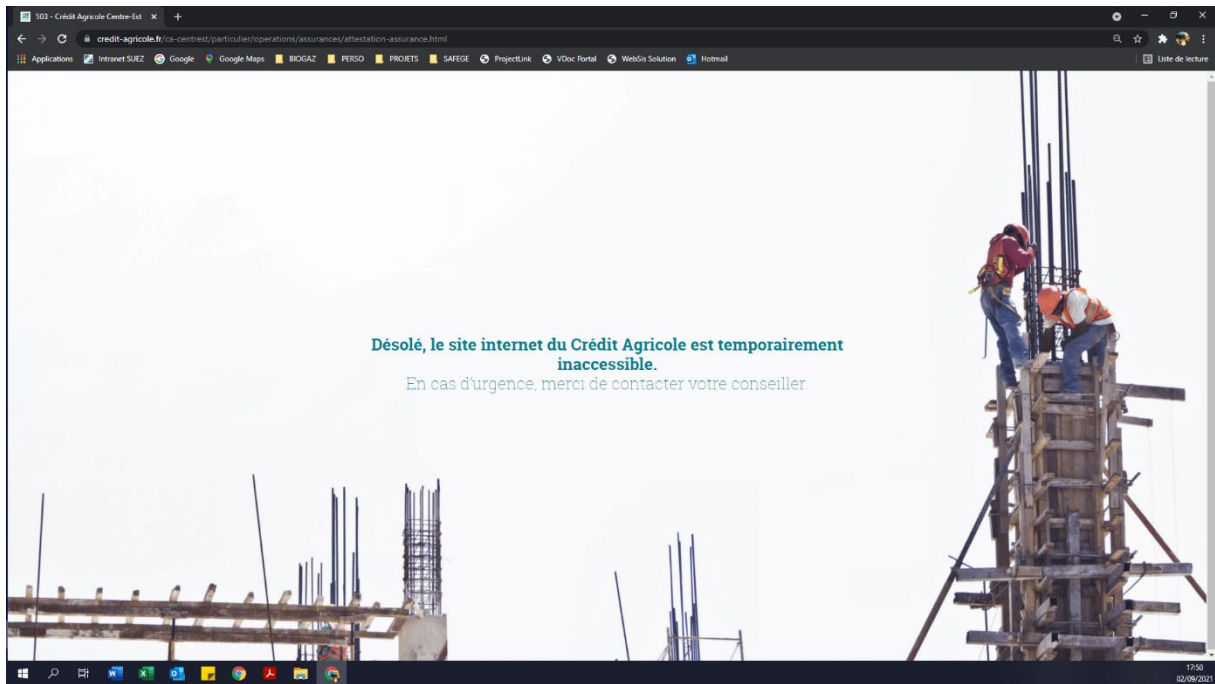 503 - Crédit Agricole Centre-Est
credit-agricole.fr/ca-centrest/particulier/operations/assurances/attestation-assurance.html
Applications Intranet SUEZ Google Google Maps BIOGAZ PERSO PROJETS SAFEGE ProjectLink VDoc Portal WebSis Solution Hotmail Liste de lecture
Désolé, le site internet du Crédit Agricole est temporairement
inaccessible.
En cas d'urgence, merci de contacter votre conseiller.
17:50
02/09/2021